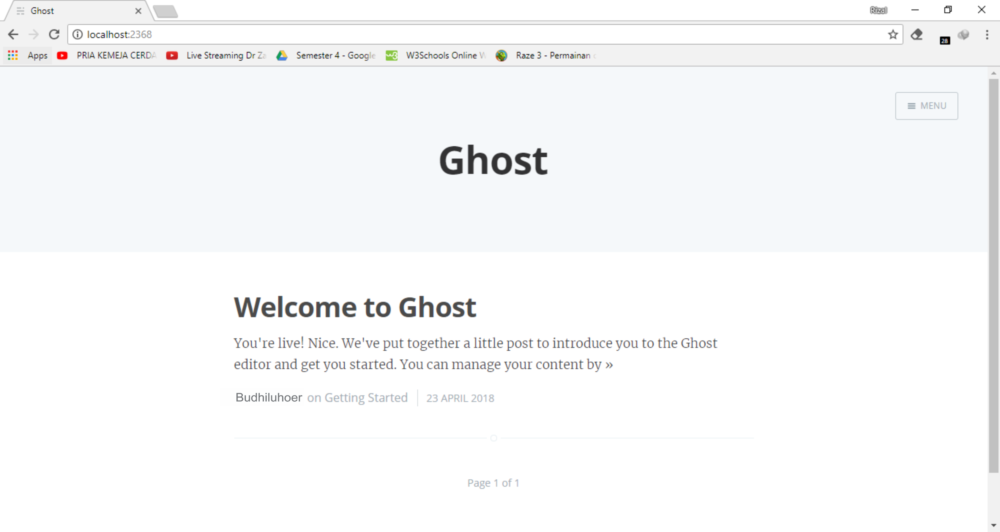 Ghost
Rizal
localhost:2368
28
Apps PRIA KEMEJA CERDA Live Streaming Dr Za Semester 4 - Google W3Schools Online W Raze 3 - Permainan
MENU
Ghost
Welcome to Ghost
You're live! Nice. We've put together a little post to introduce you to the Ghost
editor and get you started. You can manage your content by »
Budhiluhoer on Getting Started 23 APRIL 2018
Page 1 of 1